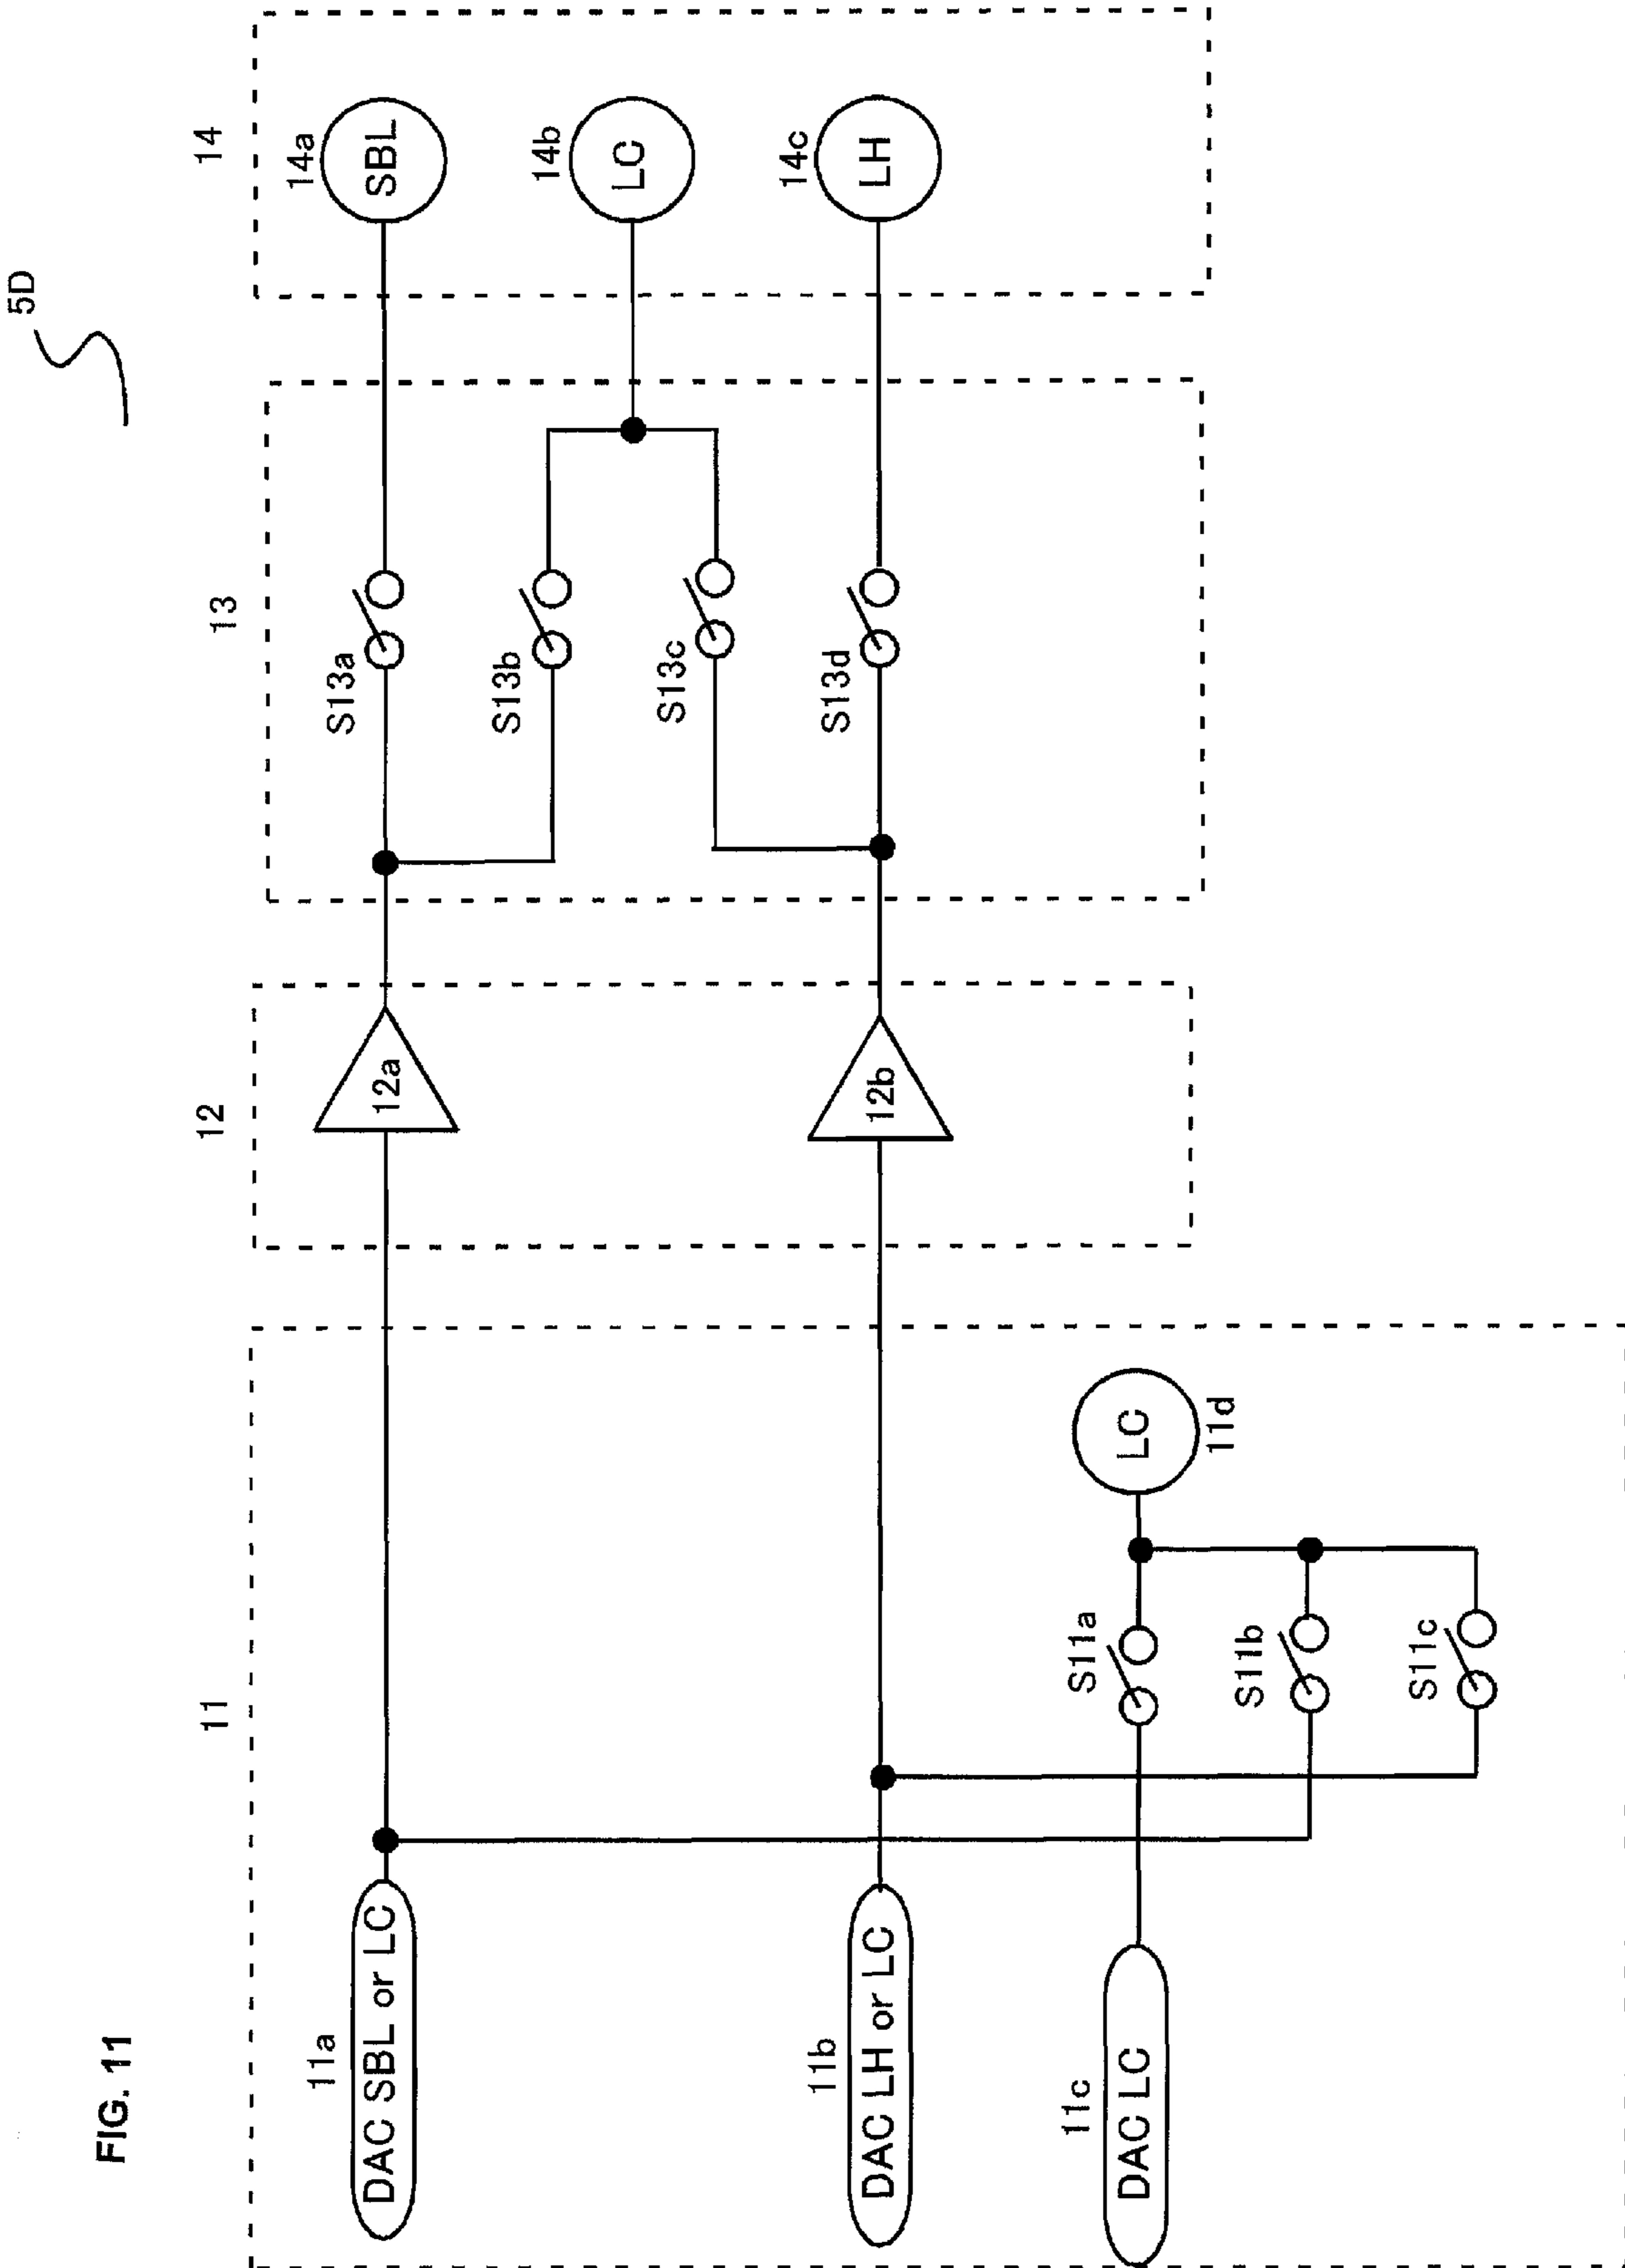 FIG. 11
5D
11
11a
DAC SBL or LC
11b
DAC LH or LC
11c
DAC LC
S11a
S11b
S11c
LC
11d
12
12a
12b
13
S13a
S13b
S13c
S13d
14
14a
SBL
14b
LC
14c
LH